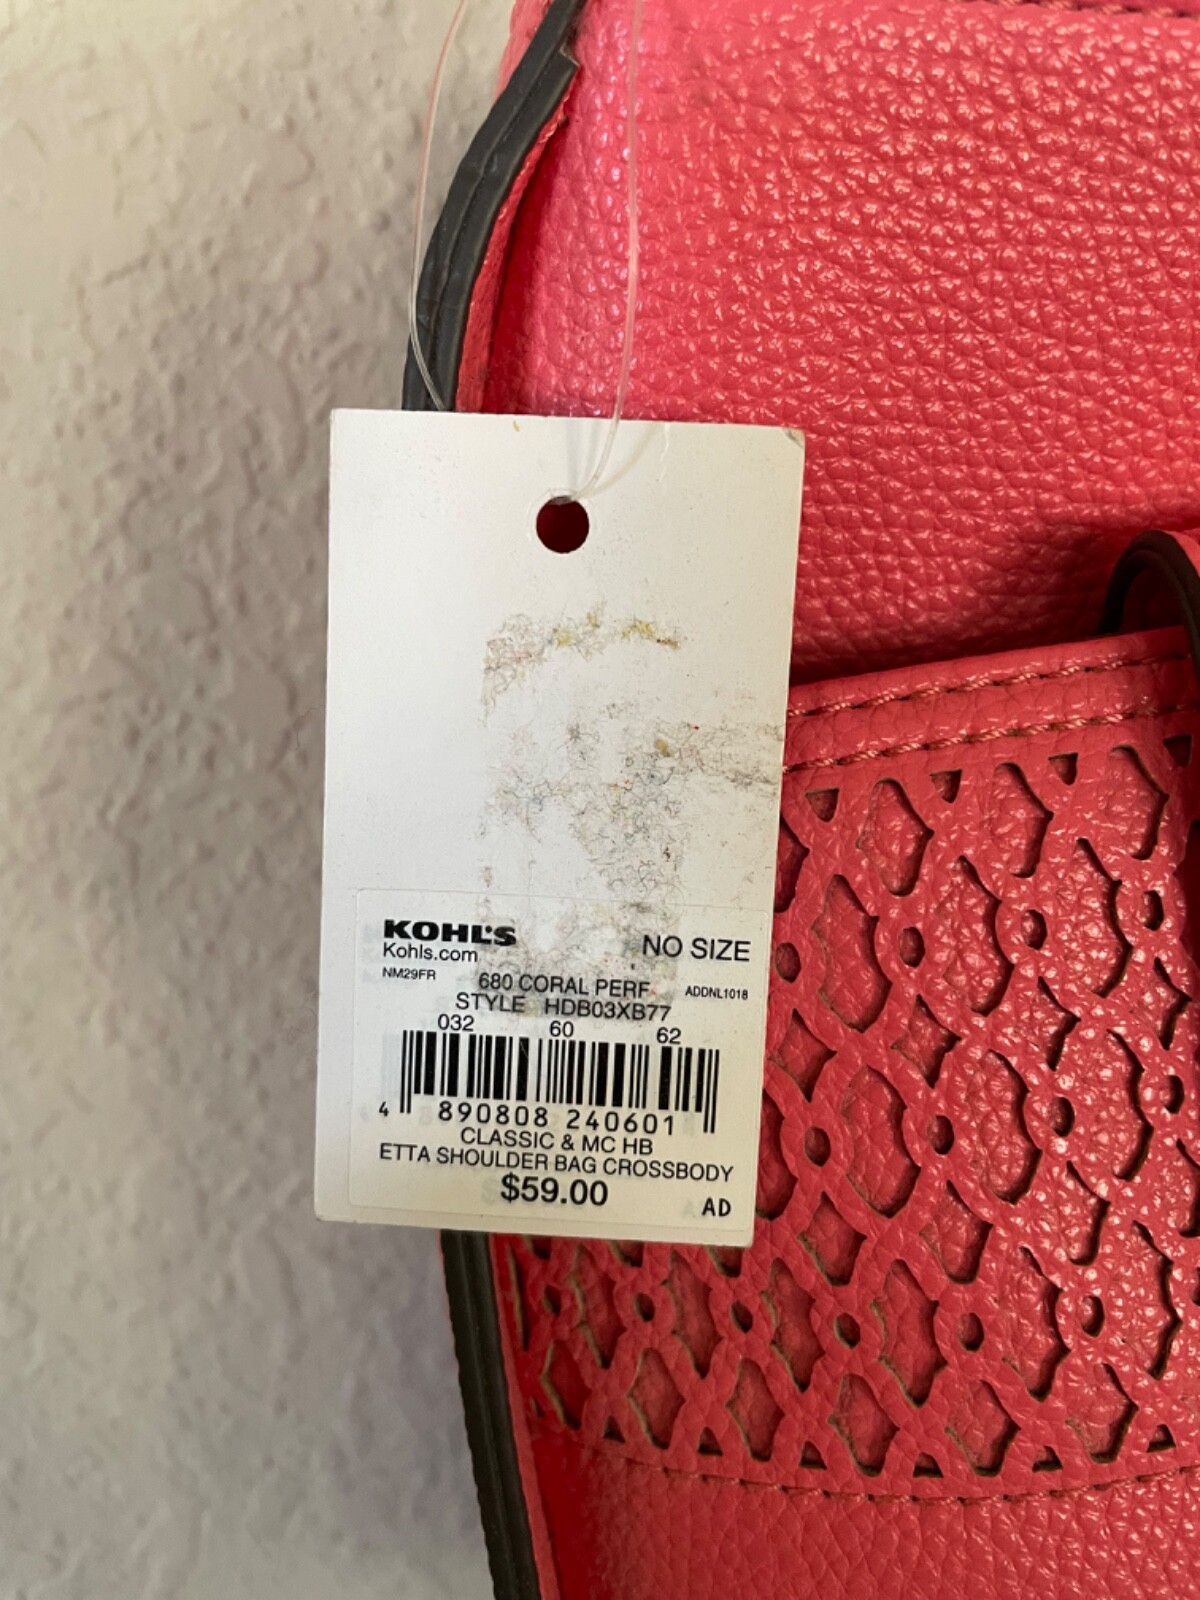 KOHL'S
Kohls.com
NO SIZE
NM29FR 680 CORAL PERF ADDNL1018
STYLE HDB03XB77
032 60 62
4 890808 240601
CLASSIC & MC HB
ETTA SHOULDER BAG CROSSBODY
$59.00
AD